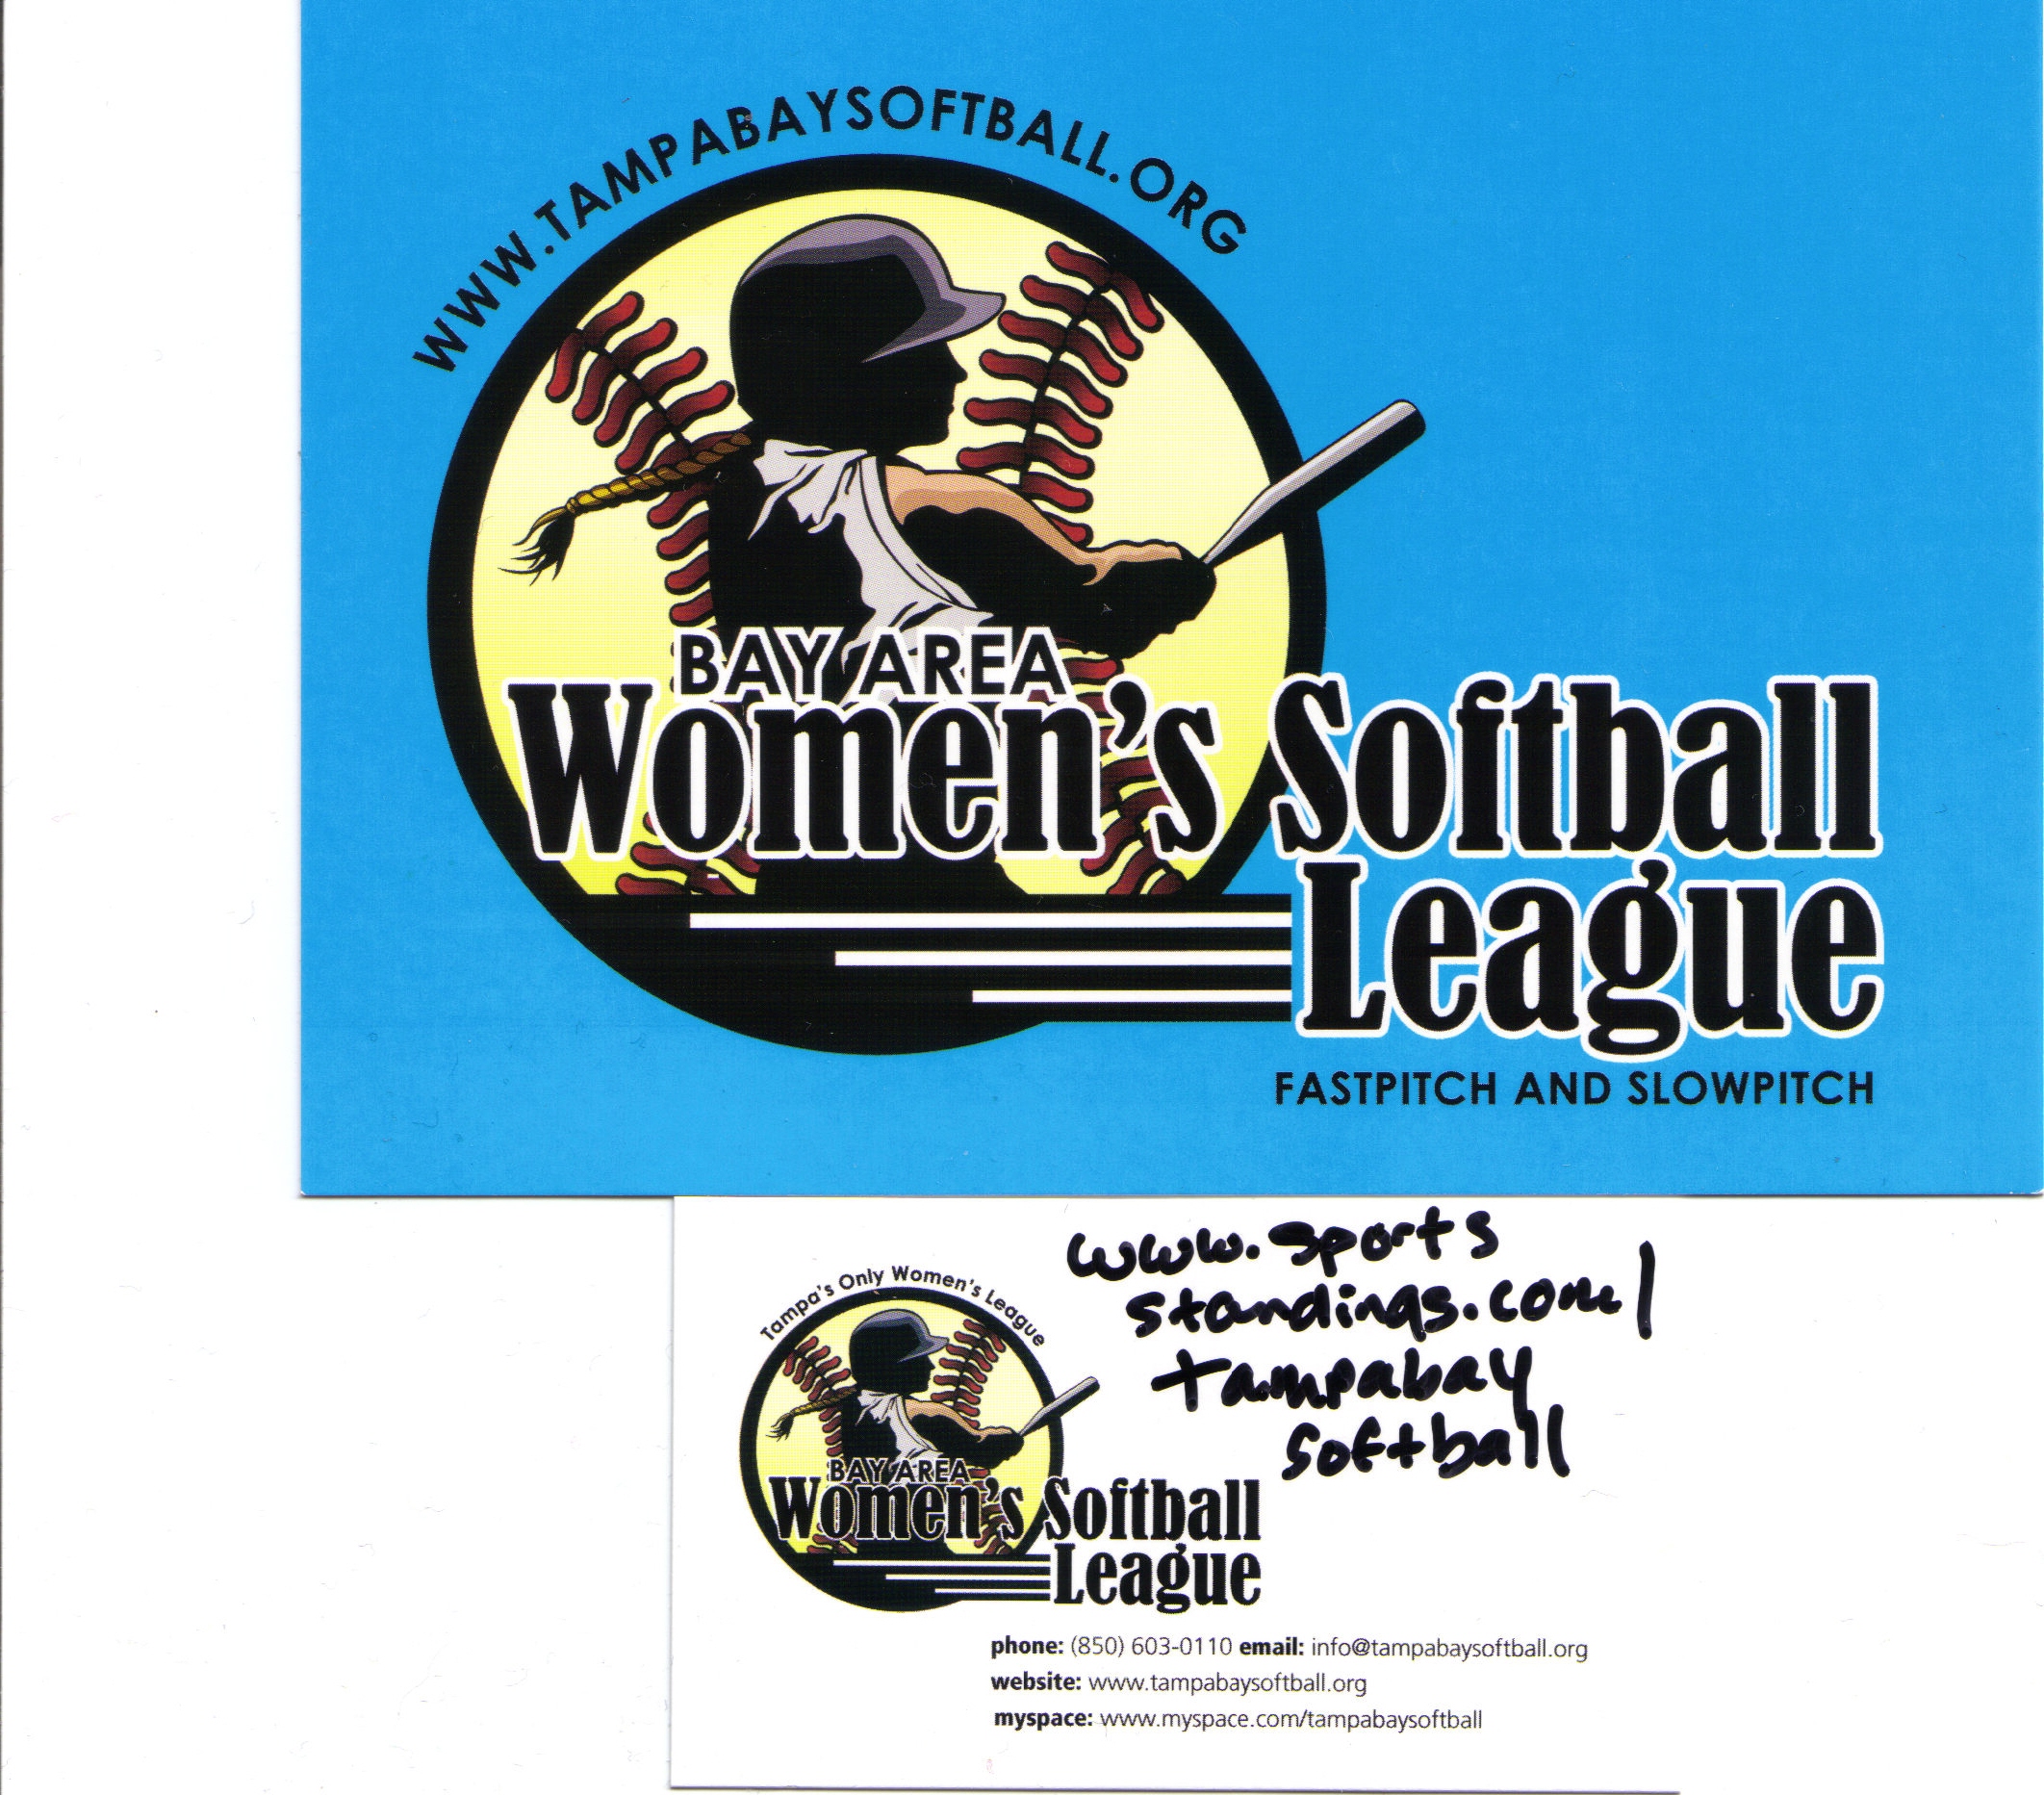 WWW.TAMPABAYSOFTBALL.ORG
BAY AREA
Women's Softball
League
FASTPITCH AND SLOWPITCH
www.sports
standings.com/
tampabay
softball
Tampa's Only Women's League
BAY AREA
Women's Softball
League
phone: (850) 603-0110 email: info@tampabaysoftball.org
website: www.tampabaysoftball.org
myspace: www.myspace.com/tampabaysoftball